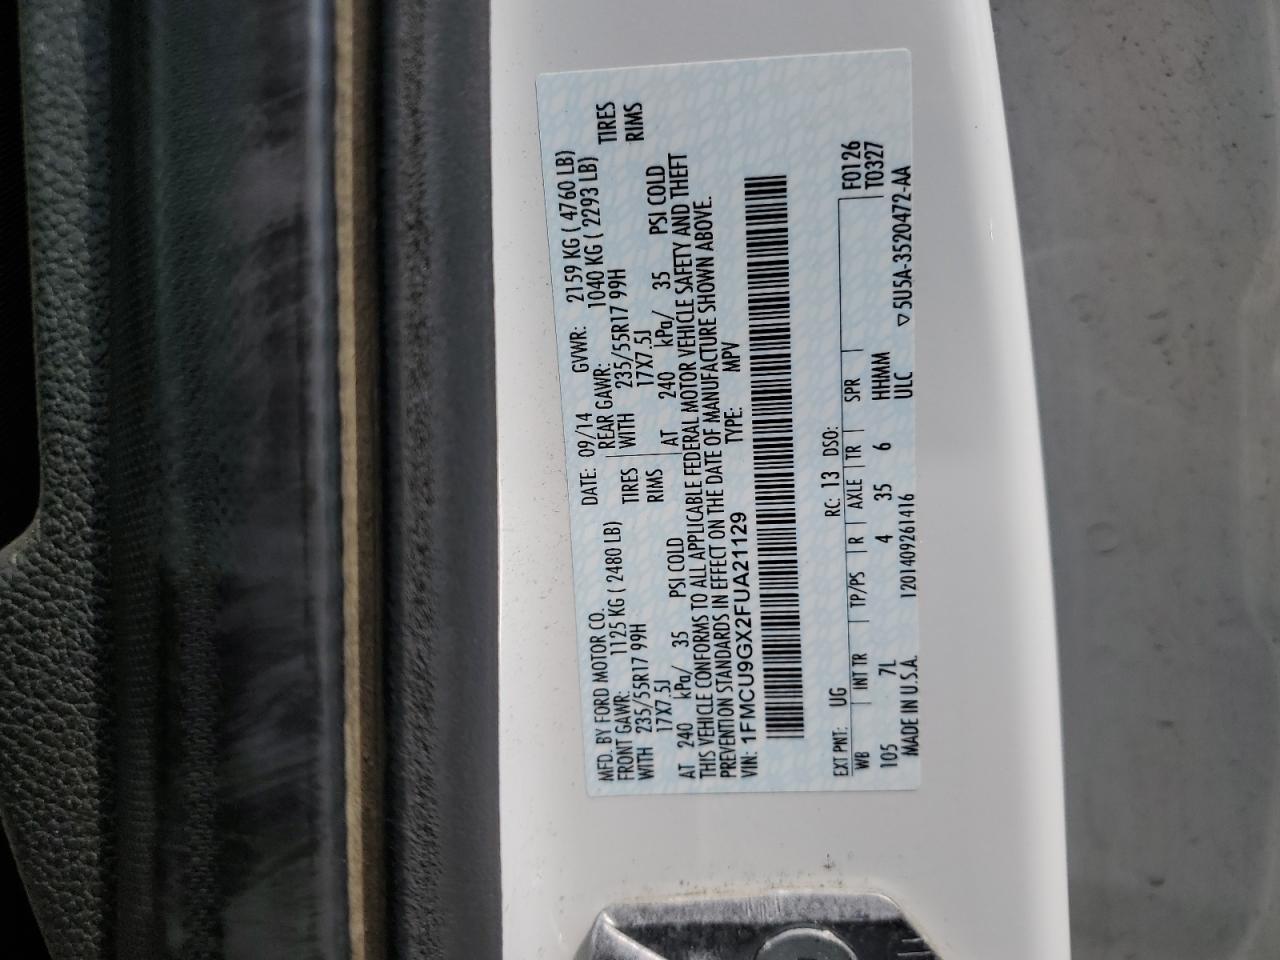 MFD. BY FORD MOTOR CO. DATE: 09/14 GVWR: 2159 KG ( 4760 LB)
FRONT GAWR: 1125 KG ( 2480 LB) REAR GAWR: 1040 KG ( 2293 LB)
WITH 235/55R17 99H TIRES WITH 235/55R17 99H TIRES
17X7.5J RIMS 17X7.5J RIMS
AT 240 kPa/ 35 PSI COLD AT 240 kPa/ 35 PSI COLD
THIS VEHICLE CONFORMS TO ALL APPLICABLE FEDERAL MOTOR VEHICLE SAFETY AND THEFT
PREVENTION STANDARDS IN EFFECT ON THE DATE OF MANUFACTURE SHOWN ABOVE.
VIN: 1FMCU9GX2FUA21129 TYPE: MPV
EXT PNT: UG RC: 13 DSO: F0126
WB INT TR TP/PS R AXLE TR SPR T0327
105 7L 4 35 6 HHMM
MADE IN U.S.A. 1201409261416 ULC ▽ 5U5A-3520472-AA